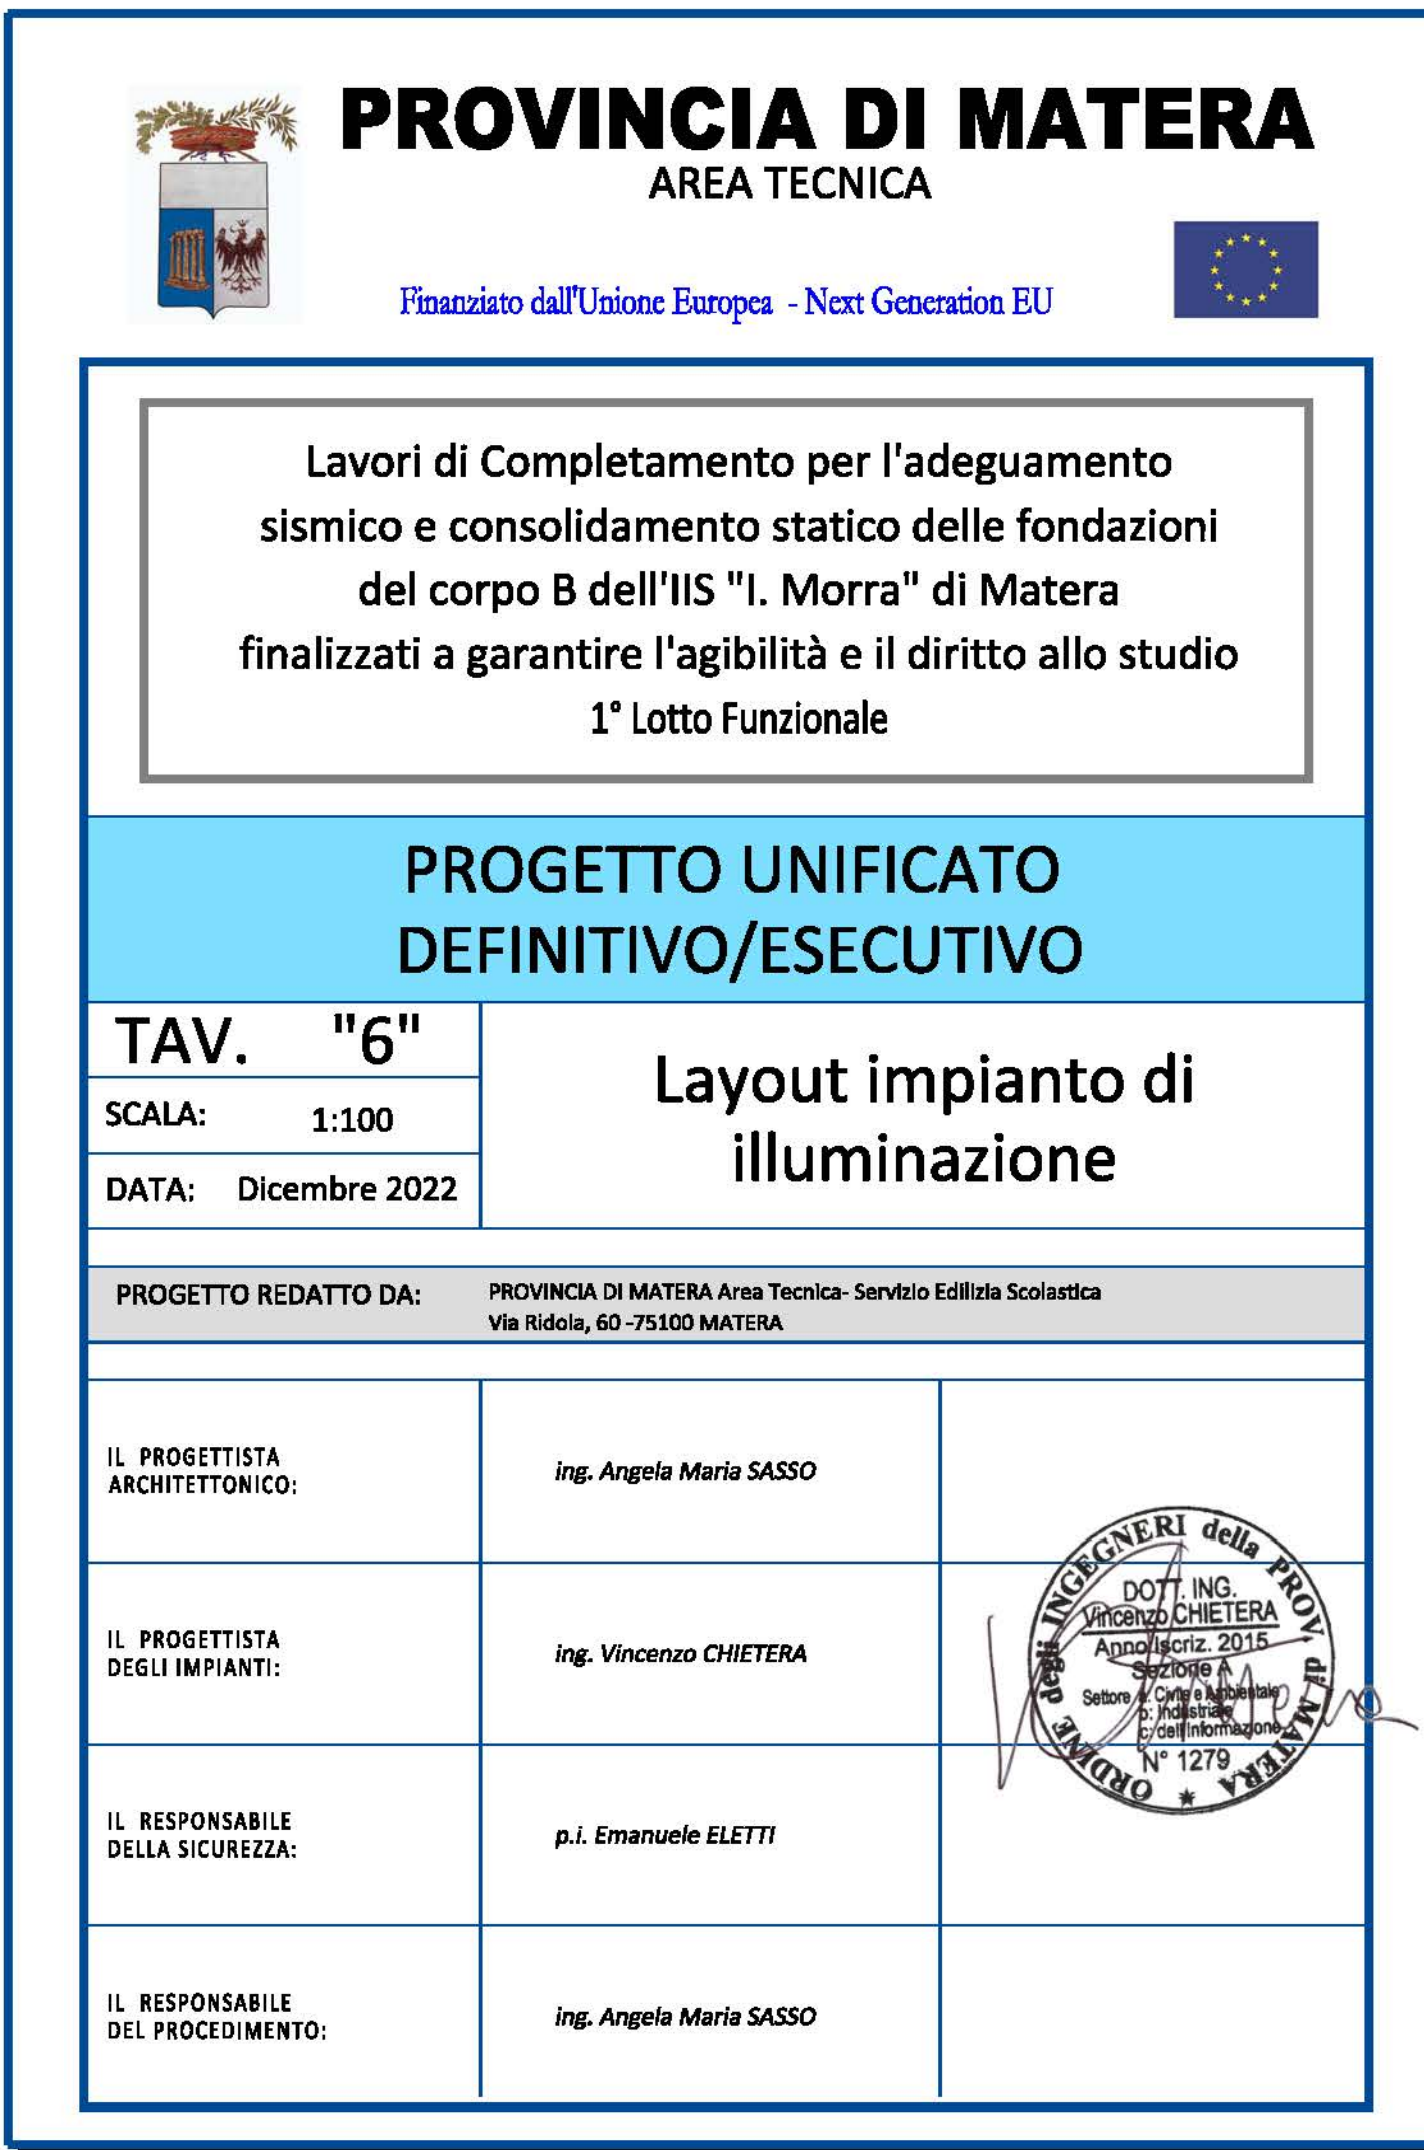 PROVINCIA DI MATERA
AREA TECNICA
Finanziato dall'Unione Europea - Next Generation EU
Lavori di Completamento per l'adeguamento
sismico e consolidamento statico delle fondazioni
del corpo B dell'IIS "I. Morra" di Matera
finalizzati a garantire l'agibilità e il diritto allo studio
1° Lotto Funzionale
PROGETTO UNIFICATO
DEFINITIVO/ESECUTIVO
TAV. "6"
SCALA: 1:100
DATA: Dicembre 2022
Layout impianto di
illuminazione
PROGETTO REDATTO DA:
PROVINCIA DI MATERA Area Tecnica- Servizio Edilizia Scolastica
Via Ridola, 60 -75100 MATERA
IL PROGETTISTA
ARCHITETTONICO:
ing. Angela Maria SASSO
IL PROGETTISTA
DEGLI IMPIANTI:
ing. Vincenzo CHIETERA
ORDINE degli INGEGNERI della PROV. di MATERA
DOTT. ING.
Vincenzo CHIETERA
Anno Iscriz. 2015
Sezione A
Settore a: Civile e Ambientale
b: Industriale
c: dell'Informazione
N° 1279
IL RESPONSABILE
DELLA SICUREZZA:
p.i. Emanuele ELETTI
IL RESPONSABILE
DEL PROCEDIMENTO:
ing. Angela Maria SASSO